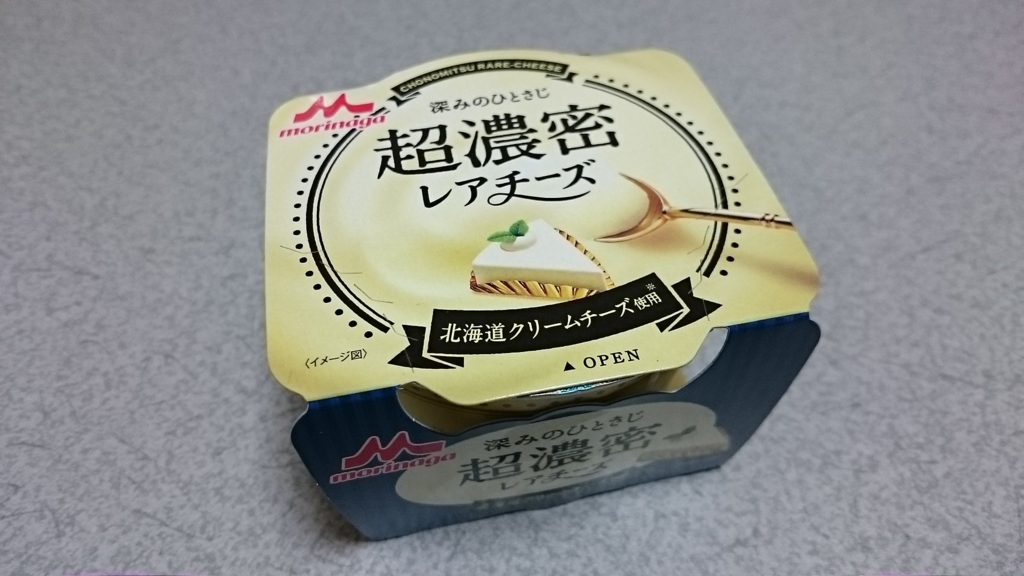 CHONOMITSU RARE-CHEESE
morinaga
深みのひとさじ
超濃密
レアチーズ
北海道クリームチーズ使用※
〈イメージ図〉
▲ OPEN
morinaga
深みのひとさじ
超濃密
レアチーズ